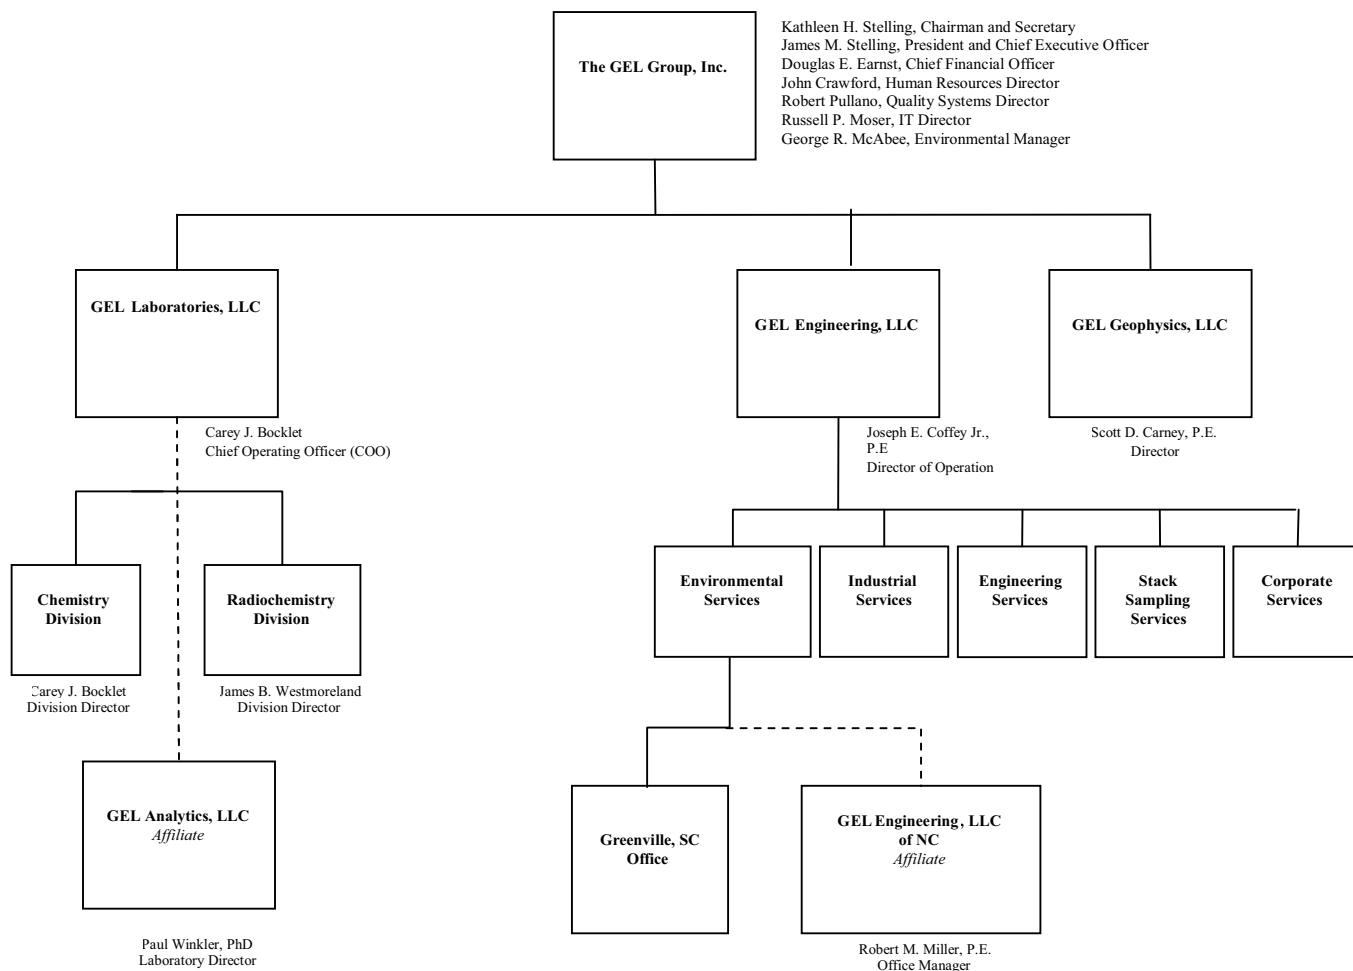 The GEL Group, Inc.
Kathleen H. Stelling, Chairman and Secretary
James M. Stelling, President and Chief Executive Officer
Douglas E. Earnst, Chief Financial Officer
John Crawford, Human Resources Director
Robert Pullano, Quality Systems Director
Russell P. Moser, IT Director
George R. McAbee, Environmental Manager
GEL Laboratories, LLC
Carey J. Bocklet
Chief Operating Officer (COO)
GEL Engineering, LLC
Joseph E. Coffey Jr.,
P.E
Director of Operation
GEL Geophysics, LLC
Scott D. Carney, P.E.
Director
Chemistry
Division
Carey J. Bocklet
Division Director
Radiochemistry
Division
James B. Westmoreland
Division Director
Environmental
Services
Industrial
Services
Engineering
Services
Stack
Sampling
Services
Corporate
Services
GEL Analytics, LLC
Affiliate
Paul Winkler, PhD
Laboratory Director
Greenville, SC
Office
GEL Engineering, LLC
of NC
Affiliate
Robert M. Miller, P.E.
Office Manager